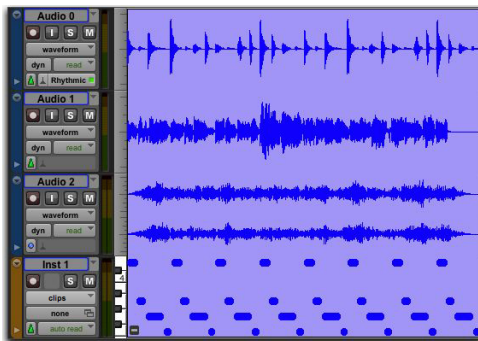 Audio 0
I S M
waveform
dyn read
Rhythmic
Audio 1
I S M
waveform
dyn read
Audio 2
I S M
waveform
dyn read
Inst 1
S M
clips
4
none
auto read